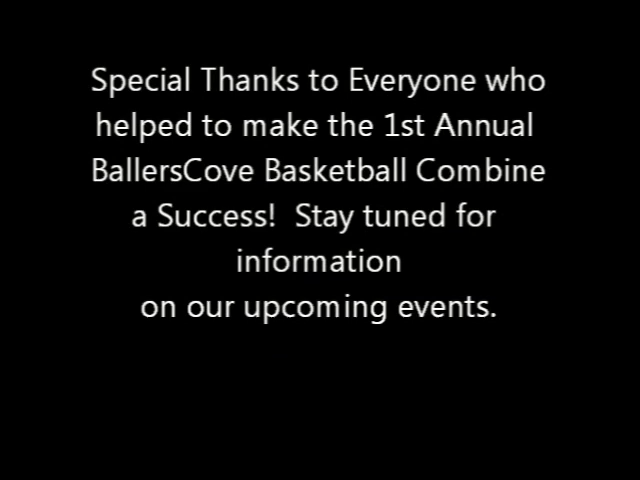 Special Thanks to Everyone who
helped to make the 1st Annual
BallersCove Basketball Combine
a Success!  Stay tuned for
information
on our upcoming events.